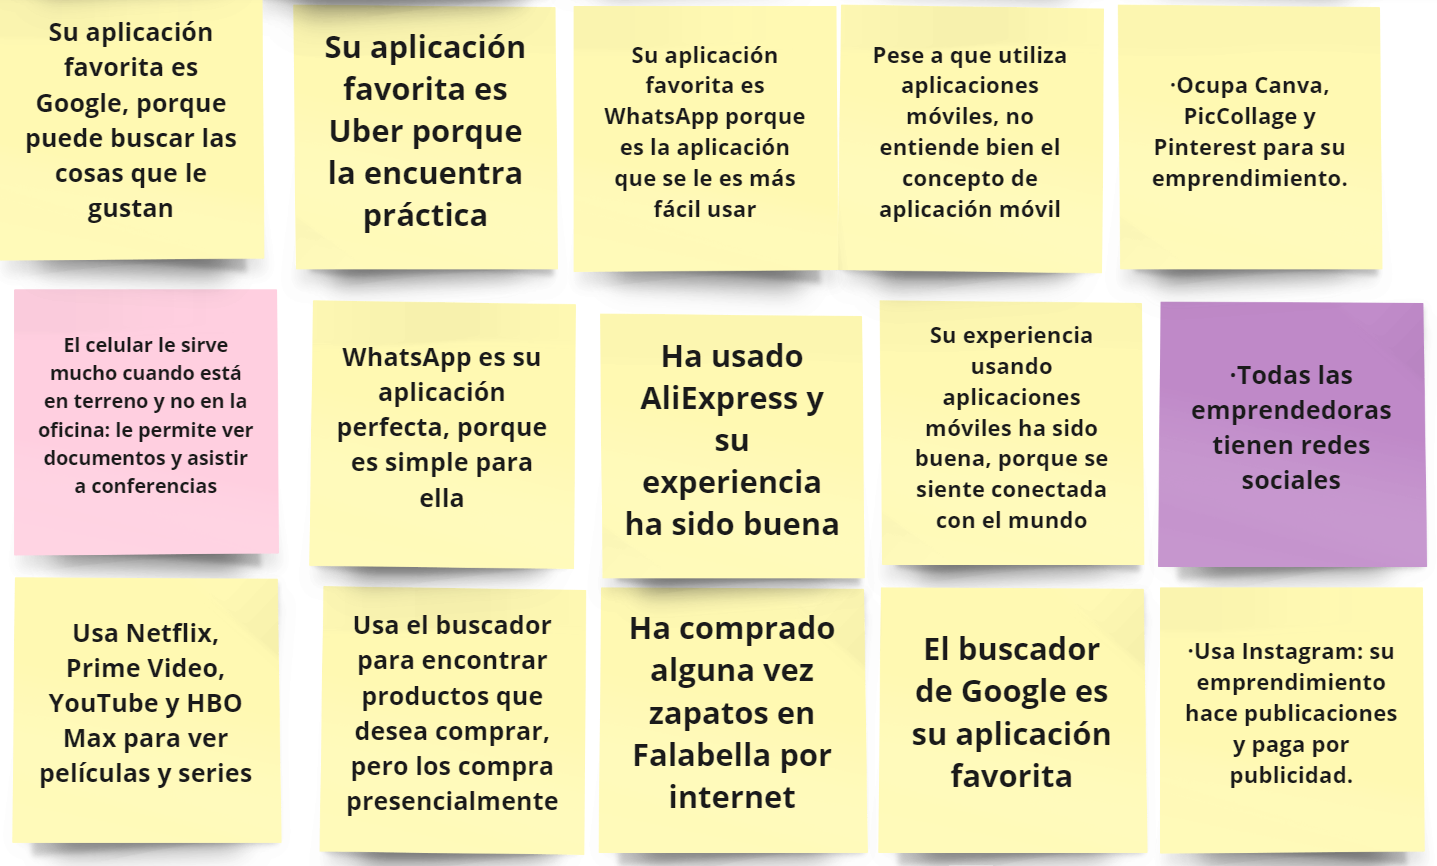 Su aplicación
favorita es
Google, porque
puede buscar las
cosas que le
gustan
Su aplicación
favorita es
Uber porque
la encuentra
práctica
Su aplicación
favorita es
WhatsApp porque
es la aplicación
que se le es más
fácil usar
Pese a que utiliza
aplicaciones
móviles, no
entiende bien el
concepto de
aplicación móvil
·Ocupa Canva,
PicCollage y
Pinterest para su
emprendimiento.
El celular le sirve
mucho cuando está
en terreno y no en la
oficina: le permite ver
documentos y asistir
a conferencias
WhatsApp es su
aplicación
perfecta, porque
es simple para
ella
Ha usado
AliExpress y
su
experiencia
ha sido buena
Su experiencia
usando
aplicaciones
móviles ha sido
buena, porque se
siente conectada
con el mundo
·Todas las
emprendedoras
tienen redes
sociales
Usa Netflix,
Prime Video,
YouTube y HBO
Max para ver
películas y series
Usa el buscador
para encontrar
productos que
desea comprar,
pero los compra
presencialmente
Ha comprado
alguna vez
zapatos en
Falabella por
internet
El buscador
de Google es
su aplicación
favorita
·Usa Instagram: su
emprendimiento
hace publicaciones
y paga por
publicidad.